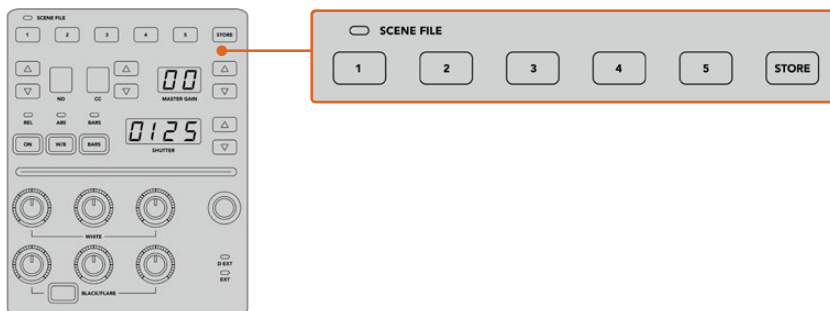 SCENE FILE
1 2 3 4 5 STORE
ND CC 00
MASTER GAIN
REL ABS BARS
ON W/B BARS 0125
SHUTTER
WHITE
D-EXT
EXT
BLACK/FLARE
SCENE FILE
1 2 3 4 5 STORE